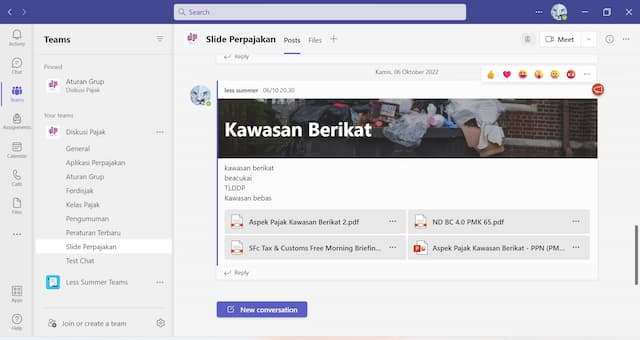 Search
Activity
Chat
Teams
Assignments
Calendar
Calls
Files
Apps
Help
Teams
Pinned
Aturan Grup
Diskusi Pajak
Your teams
Diskusi Pajak
General
Aplikasi Perpajakan
Aturan Grup
Fordisjak
Kelas Pajak
Pengumuman
Peraturan Terbaru
Slide Perpajakan
Test Chat
Less Summer Teams
Join or create a team
Slide Perpajakan
Posts
Files
Meet
Reply
Kamis, 06 Oktober 2022
less summer 06/10 20.30
Kawasan Berikat
kawasan berikat
beacukai
TLDDP
Kawasan bebas
Aspek Pajak Kawasan Berikat 2.pdf
ND BC 4.0 PMK 65.pdf
SFc Tax & Customs Free Morning Briefin...
Aspek Pajak Kawasan Berikat - PPN (PM...
Reply
New conversation